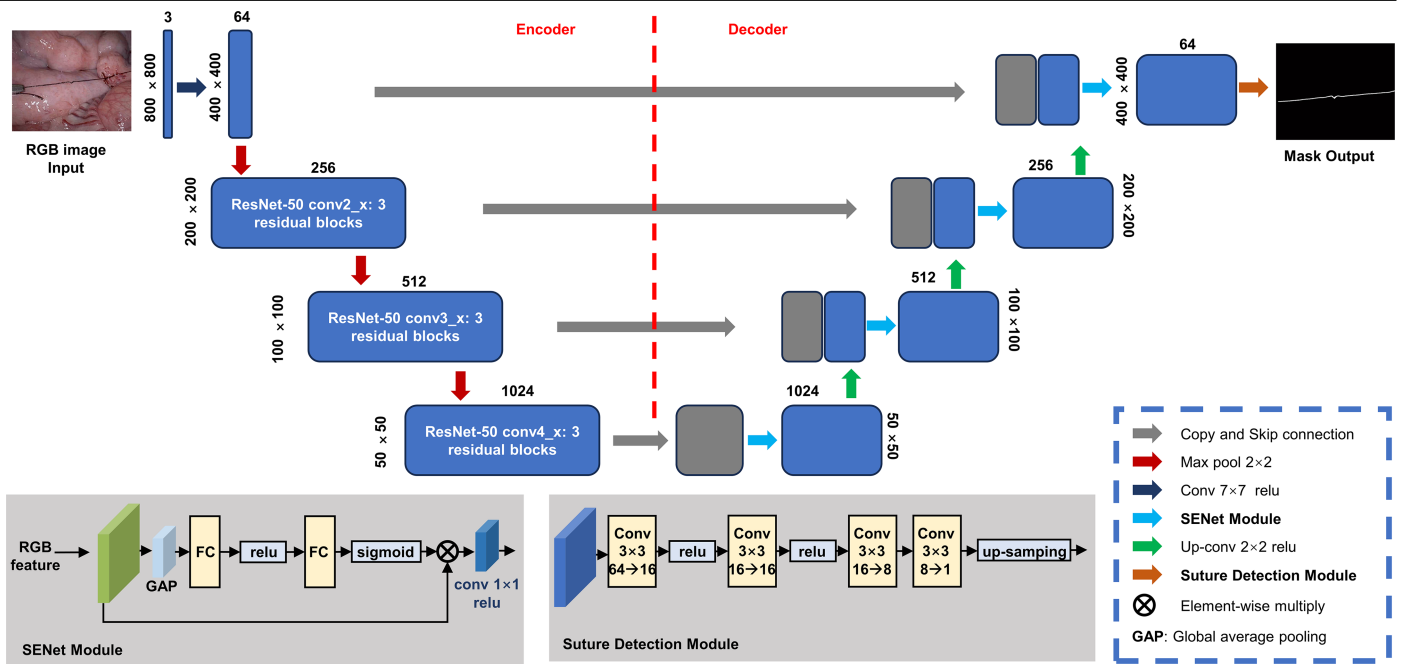 3
64
Encoder
Decoder
64
800 × 800
400 × 400
400 × 400
RGB image
Input
Mask Output
256
256
200 × 200
ResNet-50 conv2_x: 3
residual blocks
200 ×200
512
512
100 × 100
ResNet-50 conv3_x: 3
residual blocks
100 ×100
1024
1024
50 × 50
ResNet-50 conv4_x: 3
residual blocks
50 ×50
Copy and Skip connection
Max pool 2×2
Conv 7×7 relu
SENet Module
Up-conv 2×2 relu
Suture Detection Module
Element-wise multiply
GAP: Global average pooling
RGB
feature
GAP
FC
relu
FC
sigmoid
conv 1×1
relu
SENet Module
Conv
3×3
64→16
relu
Conv
3×3
16→16
relu
Conv
3×3
16→8
Conv
3×3
8→1
up-sampling
Suture Detection Module